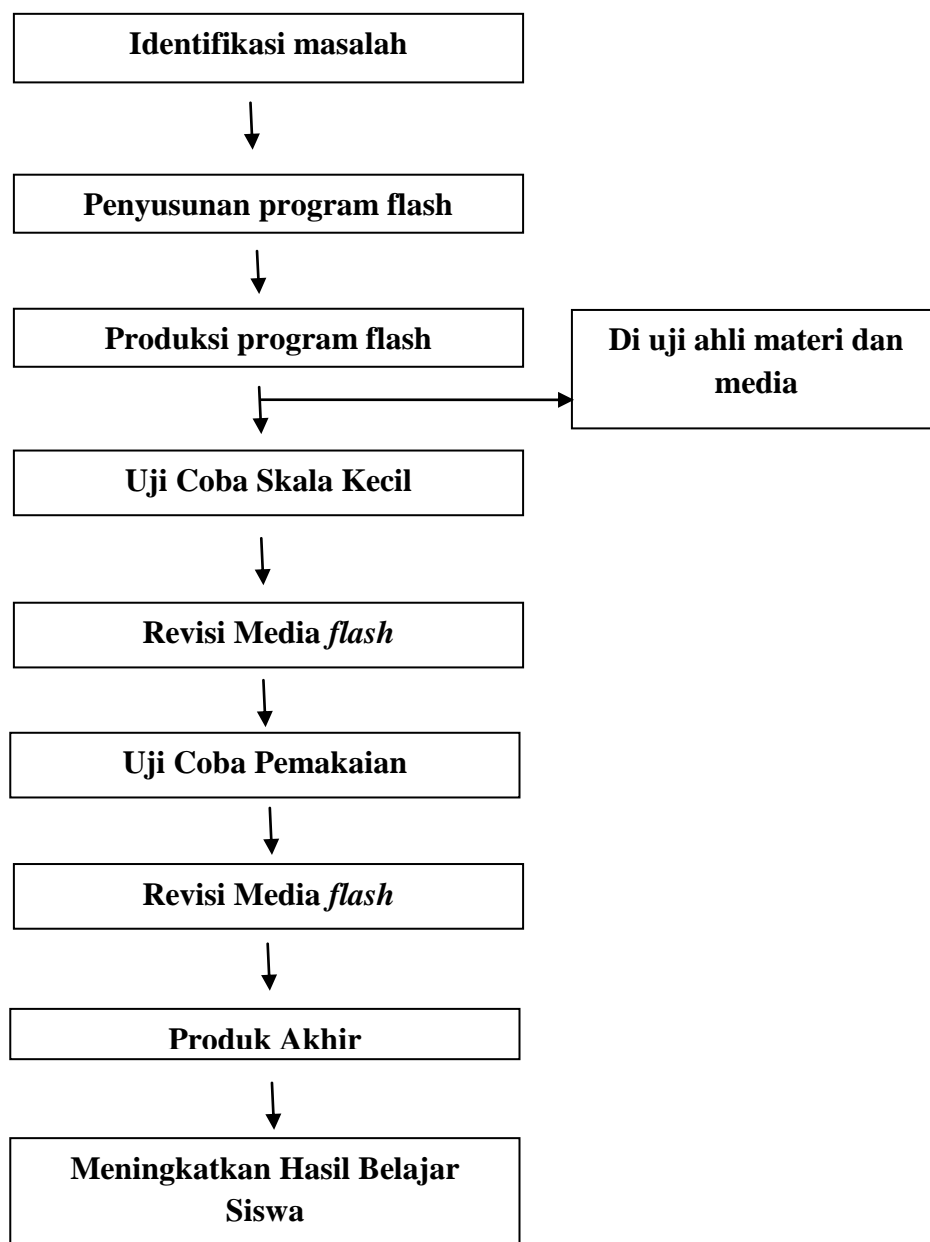 Identifikasi masalah
Penyusunan program flash
Produksi program flash
Di uji ahli materi dan
media
Uji Coba Skala Kecil
Revisi Media flash
Uji Coba Pemakaian
Revisi Media flash
Produk Akhir
Meningkatkan Hasil Belajar
Siswa